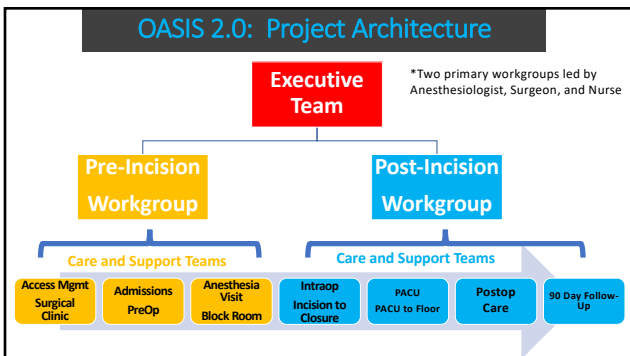 OASIS 2.0: Project Architecture
Executive
Team
*Two primary workgroups led by
Anesthesiologist, Surgeon, and Nurse
Pre-Incision
Workgroup
Post-Incision
Workgroup
Care and Support Teams
Care and Support Teams
Access Mgmt
Surgical
Clinic
Admissions
PreOp
Anesthesia
Visit
Block Room
Intraop
Incision to
Closure
PACU
PACU to Floor
Postop
Care
90 Day Follow-
Up